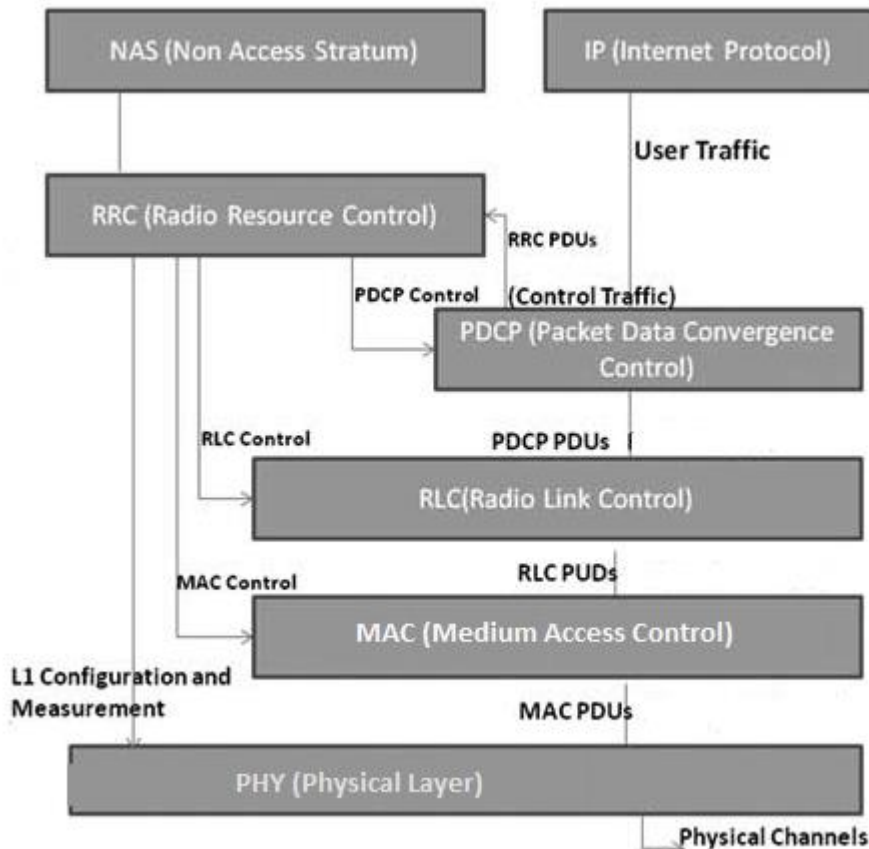 NAS (Non Access Stratum)
IP (Internet Protocol)
User Traffic
RRC (Radio Resource Control)
RRC PDUs
PDCP Control
(Control Traffic)
PDCP (Packet Data Convergence
Control)
RLC Control
PDCP PDUs
RLC(Radio Link Control)
RLC PUDs
MAC Control
MAC (Medium Access Control)
L1 Configuration and
Measurement
MAC PDUs
PHY (Physical Layer)
Physical Channels